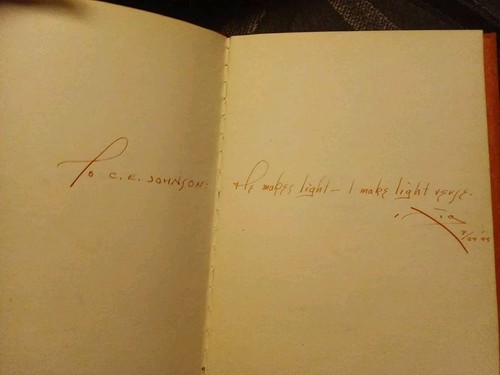 To C. E. JOHNSON:
He makes light — I make light verse.